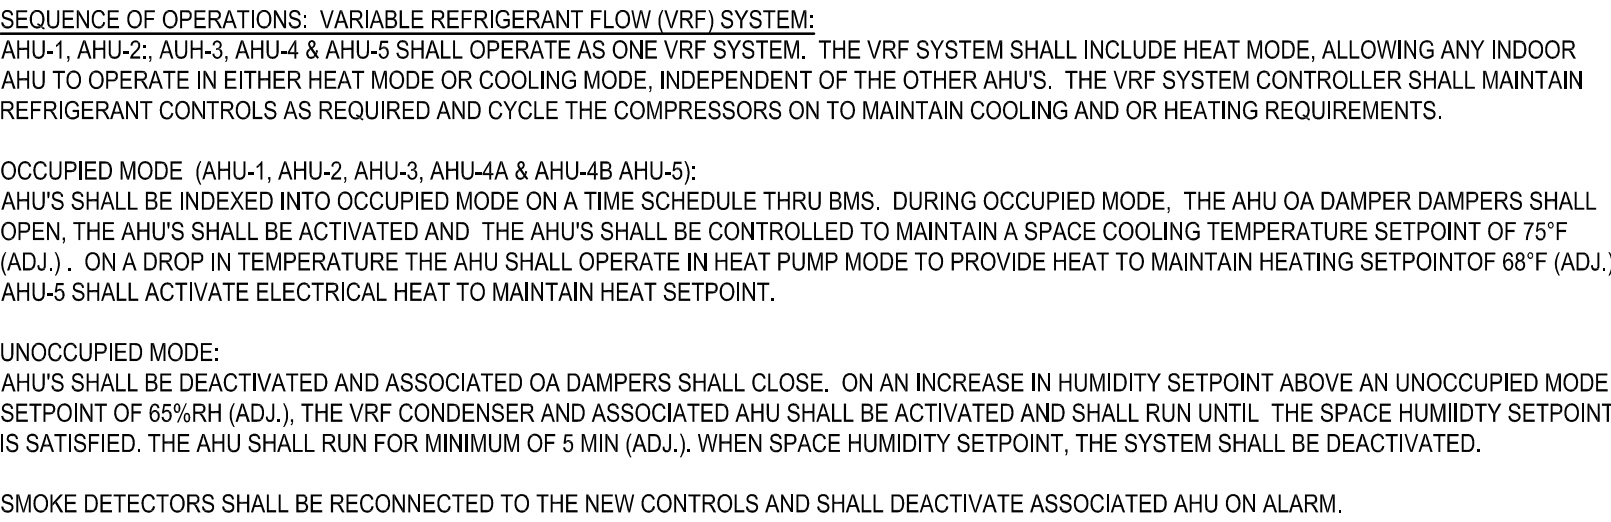 SEQUENCE OF OPERATIONS:  VARIABLE REFRIGERANT FLOW (VRF) SYSTEM:
AHU-1, AHU-2:, AUH-3, AHU-4 & AHU-5 SHALL OPERATE AS ONE VRF SYSTEM.  THE VRF SYSTEM SHALL INCLUDE HEAT MODE, ALLOWING ANY INDOOR
AHU TO OPERATE IN EITHER HEAT MODE OR COOLING MODE, INDEPENDENT OF THE OTHER AHU'S.  THE VRF SYSTEM CONTROLLER SHALL MAINTAIN
REFRIGERANT CONTROLS AS REQUIRED AND CYCLE THE COMPRESSORS ON TO MAINTAIN COOLING AND OR HEATING REQUIREMENTS.

OCCUPIED MODE  (AHU-1, AHU-2, AHU-3, AHU-4A & AHU-4B AHU-5):
AHU'S SHALL BE INDEXED INTO OCCUPIED MODE ON A TIME SCHEDULE THRU BMS.  DURING OCCUPIED MODE,  THE AHU OA DAMPER DAMPERS SHALL
OPEN, THE AHU'S SHALL BE ACTIVATED AND  THE AHU'S SHALL BE CONTROLLED TO MAINTAIN A SPACE COOLING TEMPERATURE SETPOINT OF 75°F
(ADJ.) .  ON A DROP IN TEMPERATURE THE AHU SHALL OPERATE IN HEAT PUMP MODE TO PROVIDE HEAT TO MAINTAIN HEATING SETPOINTOF 68°F (ADJ.)
AHU-5 SHALL ACTIVATE ELECTRICAL HEAT TO MAINTAIN HEAT SETPOINT.

UNOCCUPIED MODE:
AHU'S SHALL BE DEACTIVATED AND ASSOCIATED OA DAMPERS SHALL CLOSE.  ON AN INCREASE IN HUMIDITY SETPOINT ABOVE AN UNOCCUPIED MODE
SETPOINT OF 65%RH (ADJ.), THE VRF CONDENSER AND ASSOCIATED AHU SHALL BE ACTIVATED AND SHALL RUN UNTIL  THE SPACE HUMIIDTY SETPOINT
IS SATISFIED. THE AHU SHALL RUN FOR MINIMUM OF 5 MIN (ADJ.). WHEN SPACE HUMIDITY SETPOINT, THE SYSTEM SHALL BE DEACTIVATED.

SMOKE DETECTORS SHALL BE RECONNECTED TO THE NEW CONTROLS AND SHALL DEACTIVATE ASSOCIATED AHU ON ALARM.